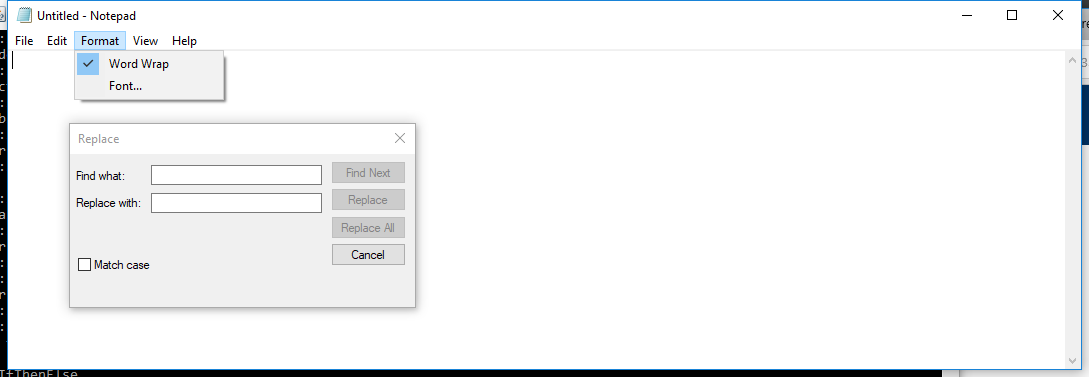 Untitled - Notepad
File Edit Format View Help
Word Wrap
Font...
Replace
Find what:
Find Next
Replace with:
Replace
Replace All
Cancel
Match case
IfThenElse